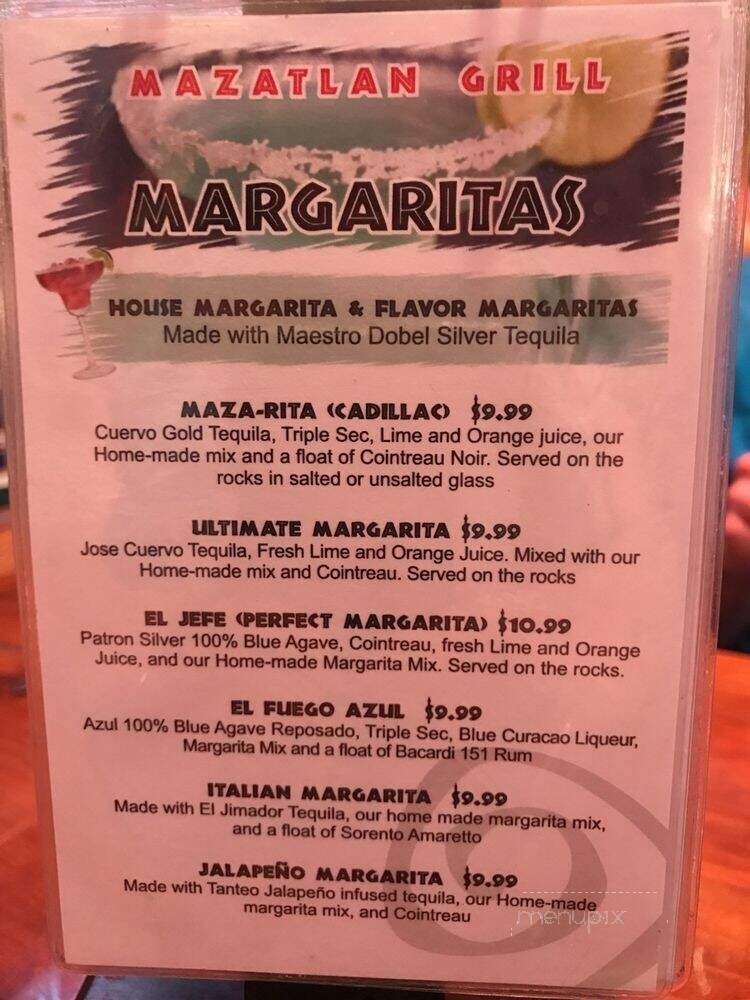 MAZATLAN GRILL
MARGARITAS
HOUSE MARGARITA & FLAVOR MARGARITAS
Made with Maestro Dobel Silver Tequila
MAZA-RITA (CADILLAC) $9.99
Cuervo Gold Tequila, Triple Sec, Lime and Orange juice, our
Home-made mix and a float of Cointreau Noir. Served on the
rocks in salted or unsalted glass
ULTIMATE MARGARITA $9.99
Jose Cuervo Tequila, Fresh Lime and Orange Juice. Mixed with our
Home-made mix and Cointreau. Served on the rocks
EL JEFE (PERFECT MARGARITA) $10.99
Patron Silver 100% Blue Agave, Cointreau, fresh Lime and Orange
Juice, and our Home-made Margarita Mix. Served on the rocks.
EL FUEGO AZUL $9.99
Azul 100% Blue Agave Reposado, Triple Sec, Blue Curacao Liqueur,
Margarita Mix and a float of Bacardi 151 Rum
ITALIAN MARGARITA $9.99
Made with El Jimador Tequila, our home made margarita mix,
and a float of Sorento Amaretto
JALAPEÑO MARGARITA $9.99
Made with Tanteo Jalapeño infused tequila, our Home-made
margarita mix, and Cointreau
menupix